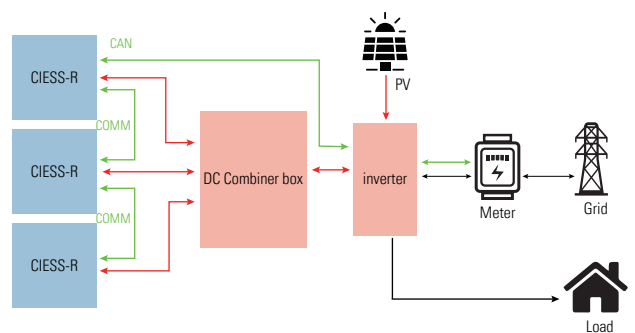 CAN
CIESS-R
PV
COMM
CIESS-R
DC Combiner box
inverter
Meter
Grid
COMM
CIESS-R
Load